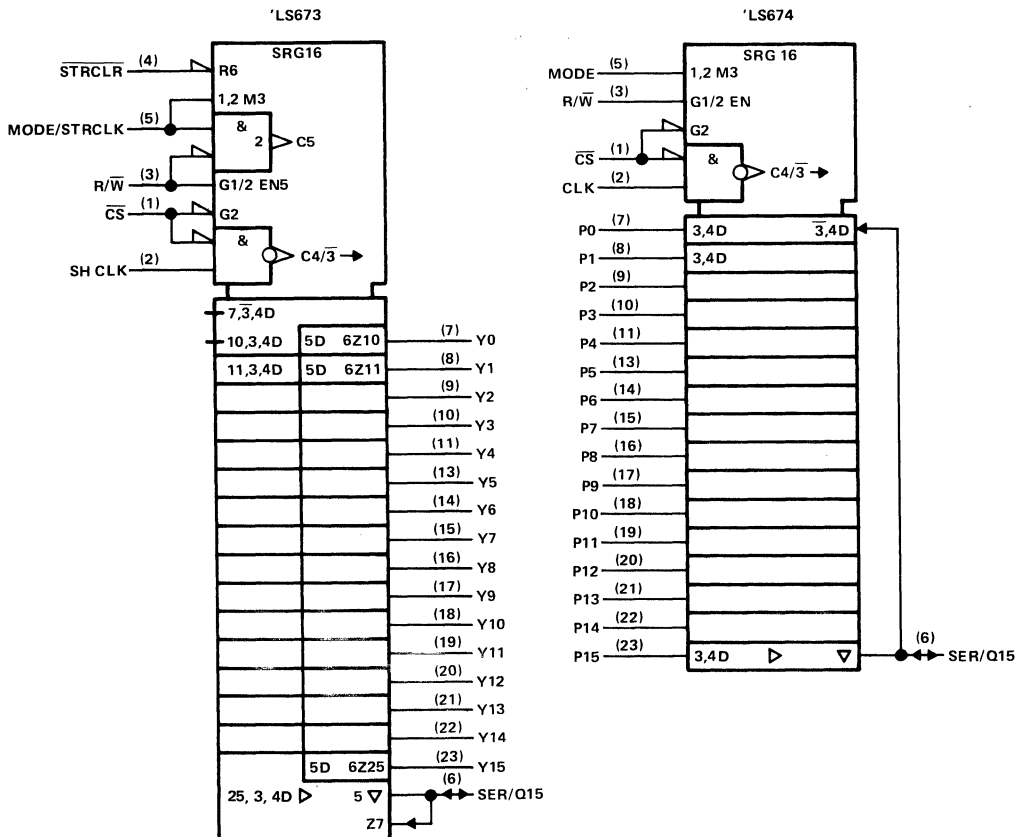 'LS673
SRG16
STRCLR (4) R6
1,2 M3
MODE/STRCLK (5) & 2 C5
R/W (3) G1/2 EN5
CS (1) G2
&
C4/3
SH CLK (2)
7,3,4D
10,3,4D 5D 6Z10 (7) Y0
11,3,4D 5D 6Z11 (8) Y1
(9) Y2
(10) Y3
(11) Y4
(13) Y5
(14) Y6
(15) Y7
(16) Y8
(17) Y9
(18) Y10
(19) Y11
(20) Y12
(21) Y13
(22) Y14
5D 6Z25 (23) Y15
25, 3, 4D 5 (6) SER/Q15
Z7
'LS674
SRG 16
MODE (5) 1,2 M3
R/W (3) G1/2 EN
G2
CS (1) &
C4/3
CLK (2)
P0 (7) 3,4D 3,4D
P1 (8) 3,4D
P2 (9)
P3 (10)
P4 (11)
P5 (13)
P6 (14)
P7 (15)
P8 (16)
P9 (17)
P10 (18)
P11 (19)
P12 (20)
P13 (21)
P14 (22)
P15 (23) 3,4D (6) SER/Q15